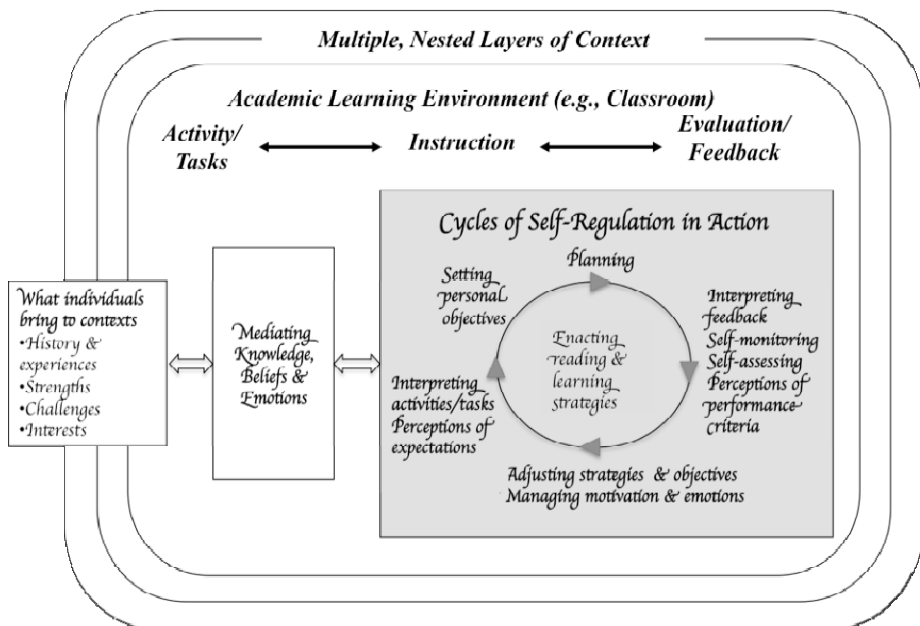 Multiple, Nested Layers of Context
Academic Learning Environment (e.g., Classroom)
Activity/
Tasks
Instruction
Evaluation/
Feedback
What individuals
bring to contexts
•History &
experiences
•Strengths
•Challenges
•Interests
Mediating
Knowledge,
Beliefs &
Emotions
Cycles of Self-Regulation in Action
Planning
Setting
personal
objectives
Interpreting
feedback
Self-monitoring
Self-assessing
Perceptions of
performance
criteria
Enacting
reading &
learning
strategies
Interpreting
activities/tasks
Perceptions of
expectations
Adjusting strategies & objectives
Managing motivation & emotions